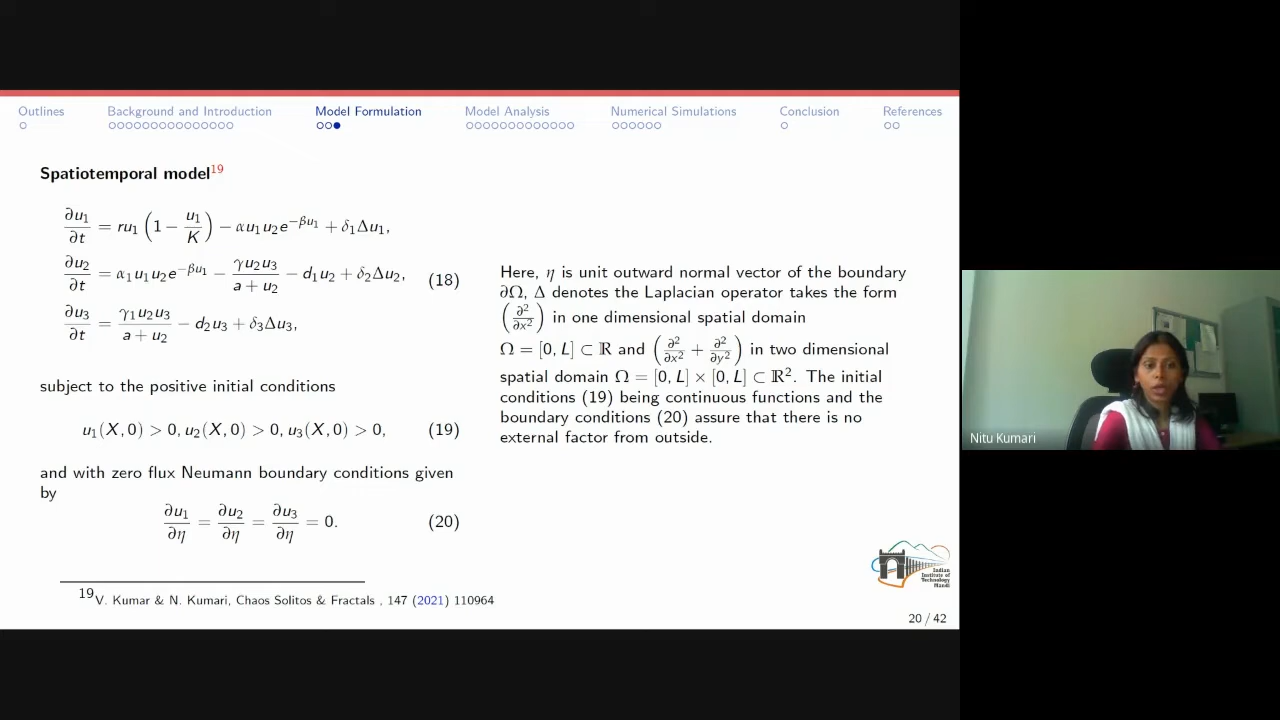 Outlines Background and Introduction Model Formulation Model Analysis Numerical Simulations Conclusion References
Spatiotemporal model19
∂u₁/∂t = ru₁ (1 − u₁/K) − αu₁u₂e^{−βu₁} + δ₁Δu₁,
∂u₂/∂t = α₁u₁u₂e^{−βu₁} − γu₂u₃/(a + u₂) − d₁u₂ + δ₂Δu₂, (18)
∂u₃/∂t = γ₁u₂u₃/(a + u₂) − d₂u₃ + δ₃Δu₃,
subject to the positive initial conditions
u₁(X, 0) > 0, u₂(X, 0) > 0, u₃(X, 0) > 0, (19)
and with zero flux Neumann boundary conditions given
by
∂u₁/∂η = ∂u₂/∂η = ∂u₃/∂η = 0. (20)
Here, η is unit outward normal vector of the boundary
∂Ω, Δ denotes the Laplacian operator takes the form
(∂²/∂x²) in one dimensional spatial domain
Ω = [0, L] ⊂ ℝ and (∂²/∂x² + ∂²/∂y²) in two dimensional
spatial domain Ω = [0, L] × [0, L] ⊂ ℝ². The initial
conditions (19) being continuous functions and the
boundary conditions (20) assure that there is no
external factor from outside.
19V. Kumar & N. Kumari, Chaos Solitos & Fractals , 147 (2021) 110964
Indian
Institute of
Technology
Mandi
20 / 42
Nitu Kumari